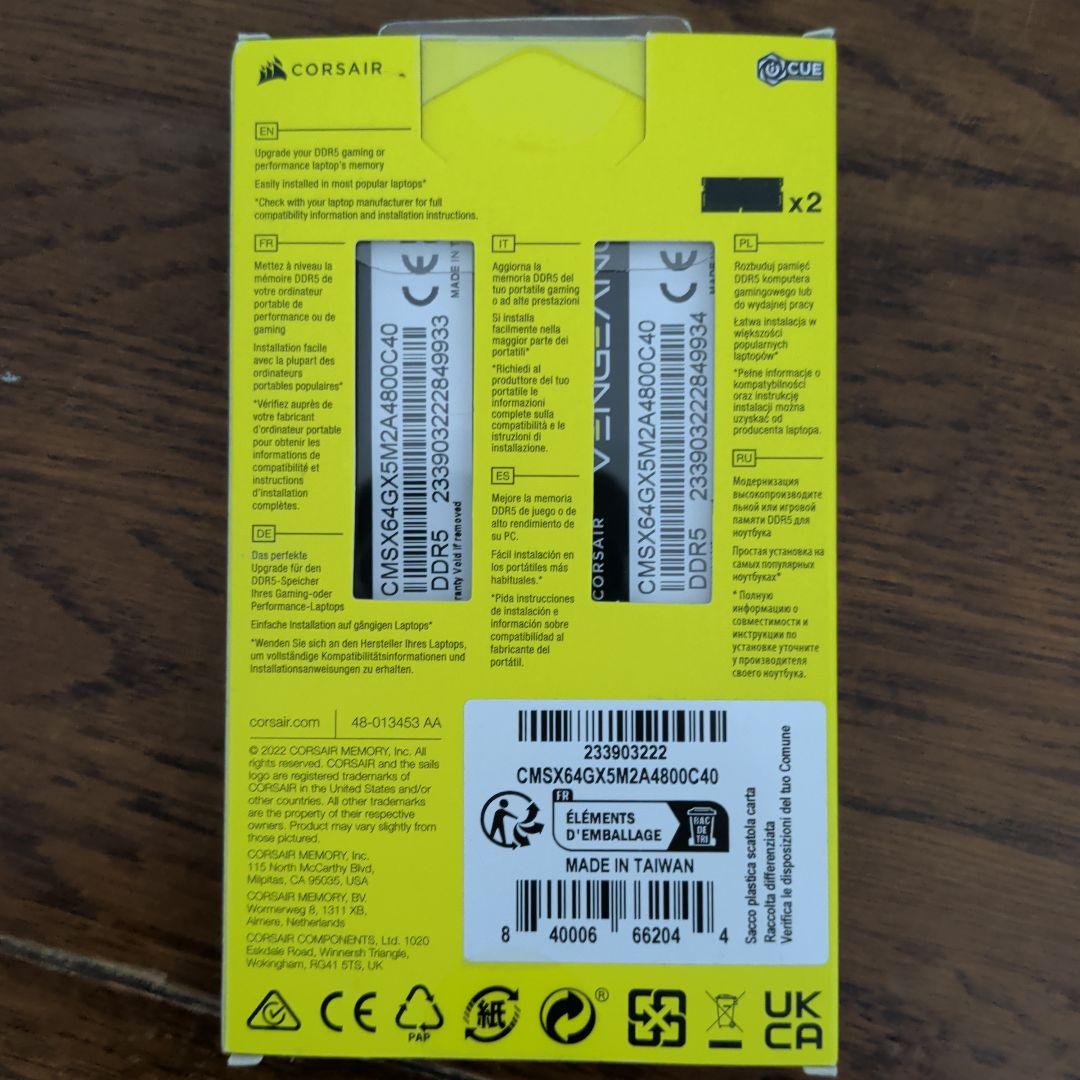 CORSAIR
iCUE
EN
Upgrade your DDR5 gaming or
performance laptop's memory
Easily installed in most popular laptops*
*Check with your laptop manufacturer for full
compatibility information and installation instructions.
x2
FR
Mettez à niveau la
mémoire DDR5 de
votre ordinateur
portable de
performance ou de
gaming
Installation facile
avec la plupart des
ordinateurs
portables populaires*
*Vérifiez auprès de
votre fabricant
d'ordinateur portable
pour obtenir les
informations de
compatibilité et
instructions
d'installation
complètes.
DE
Das perfekte
Upgrade für den
DDR5-Speicher
Ihres Gaming-oder
Performance-Laptops
Einfache Installation auf gängigen Laptops*
*Wenden Sie sich an den Hersteller Ihres Laptops,
um vollständige Kompatibilitätsinformationen und
Installationsanweisungen zu erhalten.
CMSX64GX5M2A4800C40
DDR5 2339032222849933
CE
MADE IN T
ranty Void if removed
IT
Aggiorna la
memoria DDR5 del
tuo portatile gaming
o ad alte prestazioni
Si installa
facilmente nella
maggior parte dei
portatili*
*Richiedi al
produttore del tuo
portatile le
informazioni
complete sulla
compatibilità e le
istruzioni di
installazione.
ES
Mejore la memoria
DDR5 de juego o de
alto rendimiento de
su PC.
Fácil instalación en
los portátiles más
habituales.*
*Pida instrucciones
de instalación e
información sobre
compatibilidad al
fabricante del
portátil.
CORSAIR VENGEANC
CMSX64GX5M2A4800C40
DDR5 2339032222849934
CE
MADE IN
PL
Rozbuduj pamięć
DDR5 komputera
gamingowego lub
do wydajnej pracy
Łatwa instalacja w
większości
popularnych
laptopów*
*Pełne informacje o
kompatybilności
oraz instrukcję
instalacji można
uzyskać od
producenta laptopa.
RU
Модернизация
высокопроизводите
льной или игровой
памяти DDR5 для
ноутбука
Простая установка на
самых популярных
ноутбуках*
* Полную
информацию о
совместимости и
инструкции по
установке уточните
у производителя
своего ноутбука.
corsair.com 48-013453 AA
© 2022 CORSAIR MEMORY, Inc. All
rights reserved. CORSAIR and the sails
logo are registered trademarks of
CORSAIR in the United States and/or
other countries. All other trademarks
are the property of their respective
owners. Product may vary slightly from
those pictured.
CORSAIR MEMORY, Inc.
115 North McCarthy Blvd,
Milpitas, CA 95035, USA
CORSAIR MEMORY, BV.
Wormerweg 8, 1311 XB,
Almere, Netherlands
CORSAIR COMPONENTS, Ltd. 1020
Eskdale Road, Winnersh Triangle,
Wokingham, RG41 5TS, UK
233903222
CMSX64GX5M2A4800C40
FR
ÉLÉMENTS
D'EMBALLAGE
BAC
DE
TRI
MADE IN TAIWAN
8 40006 66204 4
Sacco plastica scatola carta
Raccolta differenziata
Verifica le disposizioni del tuo Comune
CE
PAP
紙
®
UK
CA